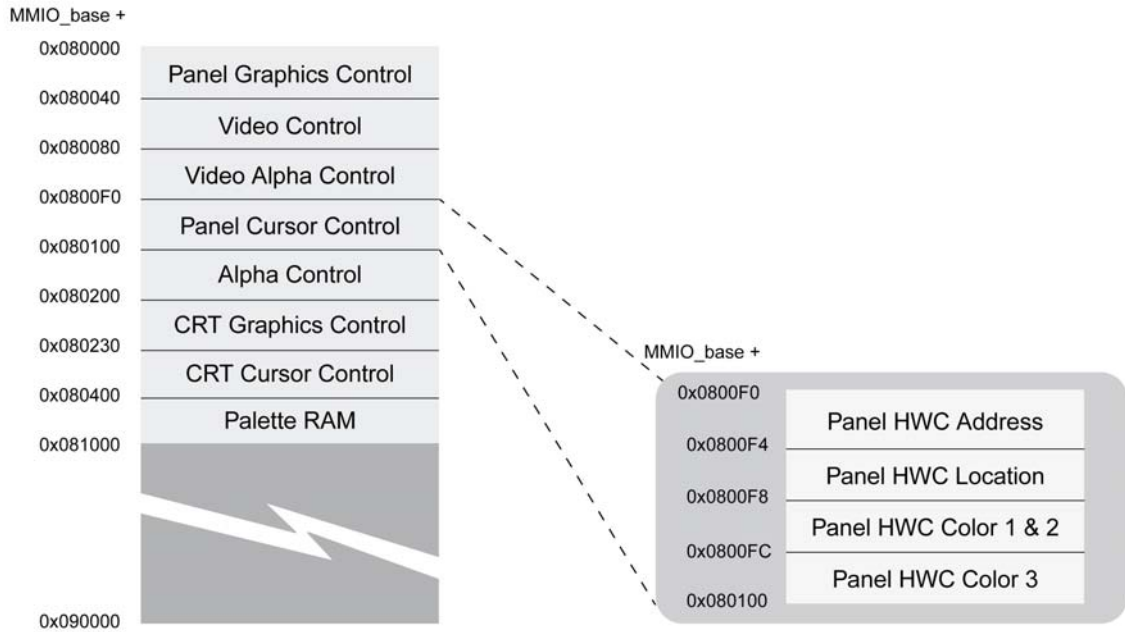 MMIO_base +
0x080000
Panel Graphics Control
0x080040
Video Control
0x080080
Video Alpha Control
0x0800F0
Panel Cursor Control
0x080100
Alpha Control
0x080200
CRT Graphics Control
0x080230
CRT Cursor Control
0x080400
Palette RAM
0x081000
0x090000
MMIO_base +
0x0800F0
Panel HWC Address
0x0800F4
Panel HWC Location
0x0800F8
Panel HWC Color 1 & 2
0x0800FC
Panel HWC Color 3
0x080100